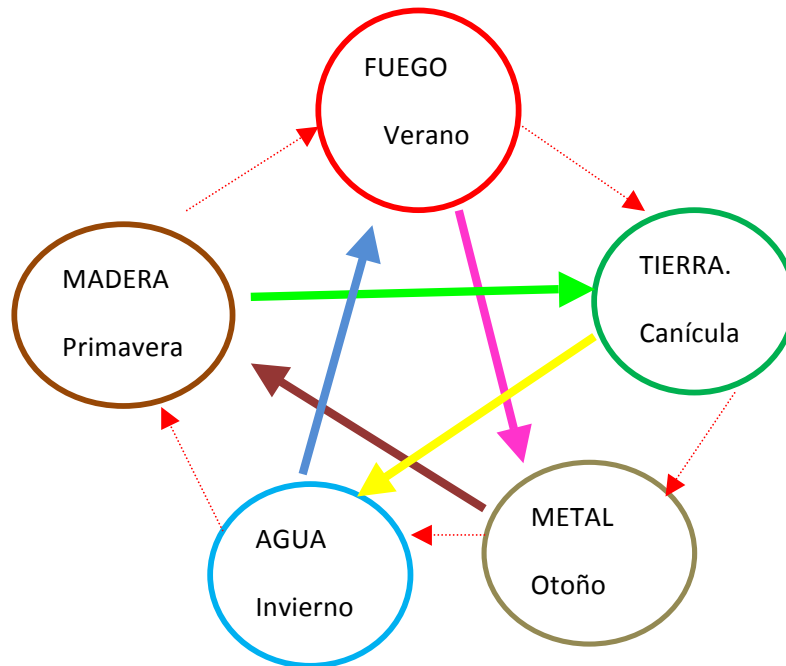 FUEGO
Verano
MADERA
Primavera
TIERRA.
Canícula
AGUA
Invierno
METAL
Otoño